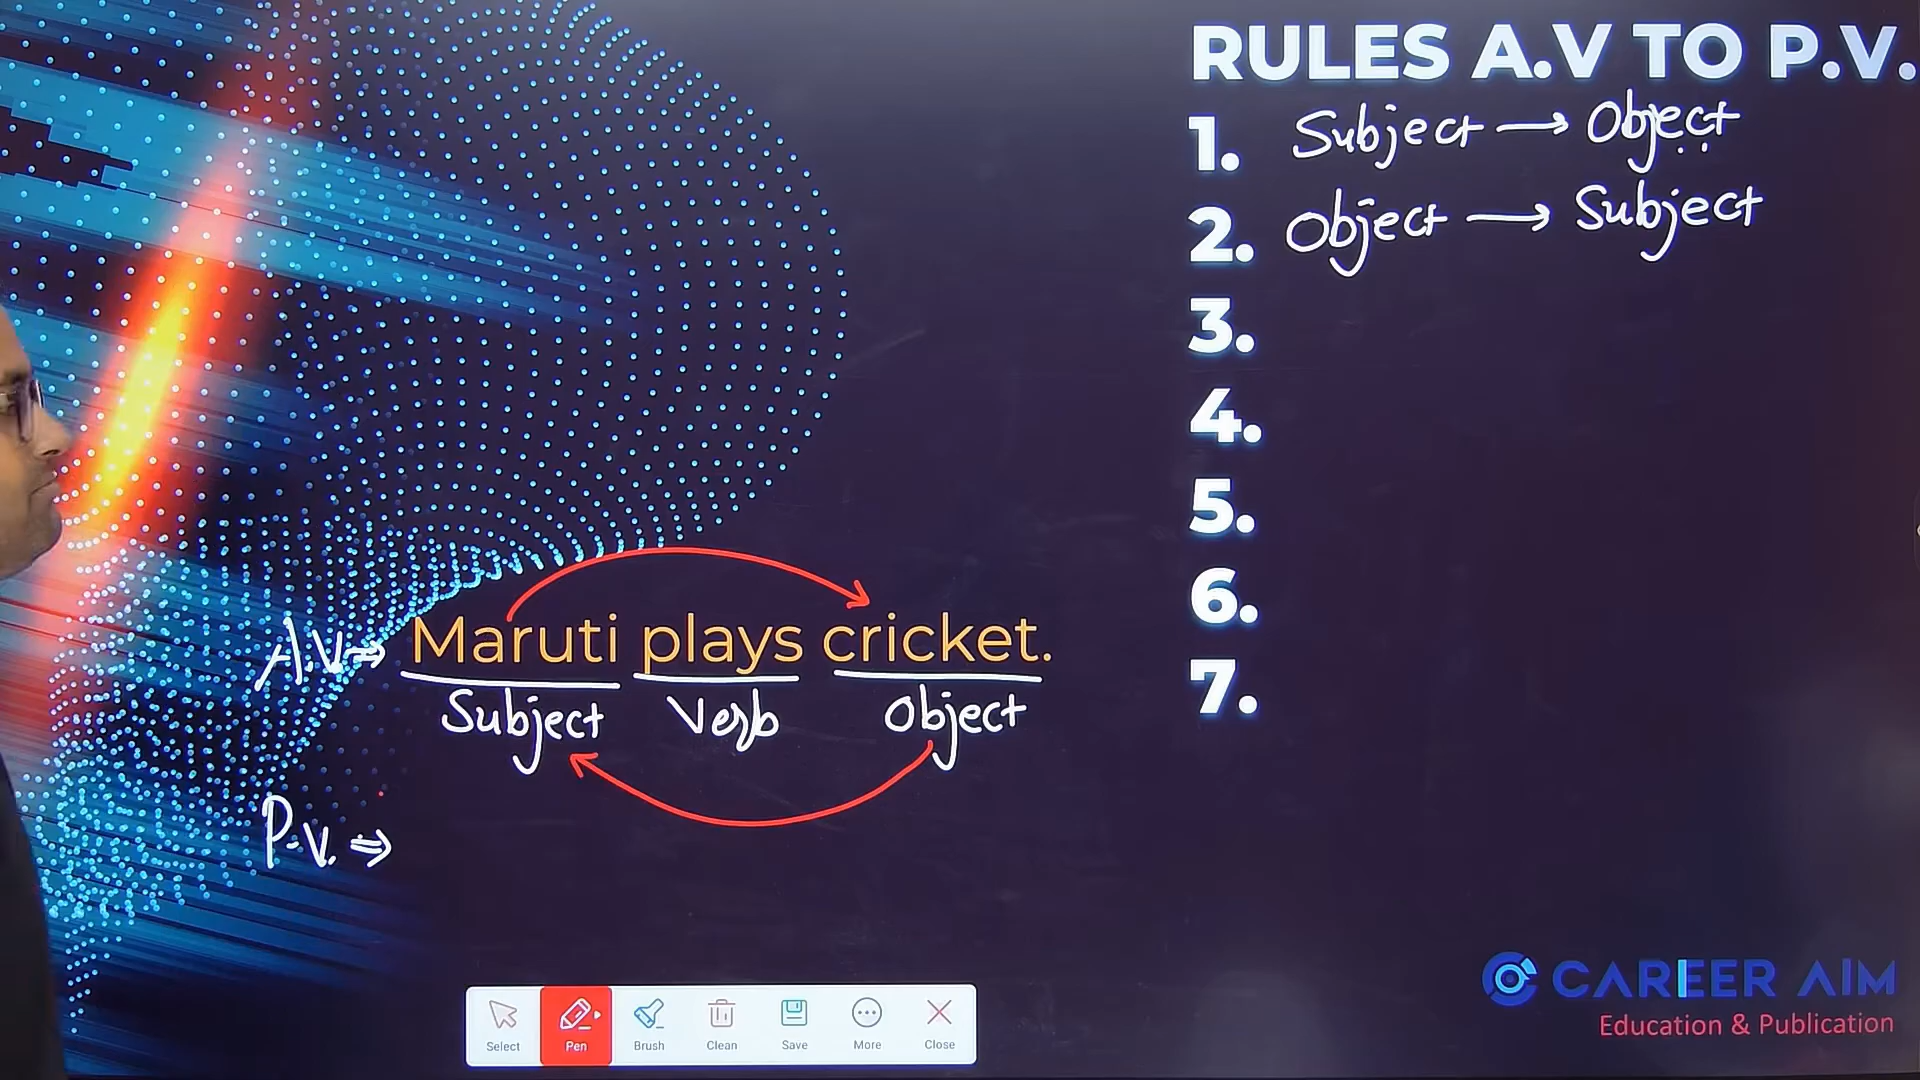 RULES A.V TO P.V.
1. Subject → Object
2. Object → Subject
3.
4.
5.
6.
7.
A.V ⇒ Maruti plays cricket.
Subject Verb Object
P.V. ⇒
Select Pen Brush Clean Save More Close
CAREER AIM
Education & Publication